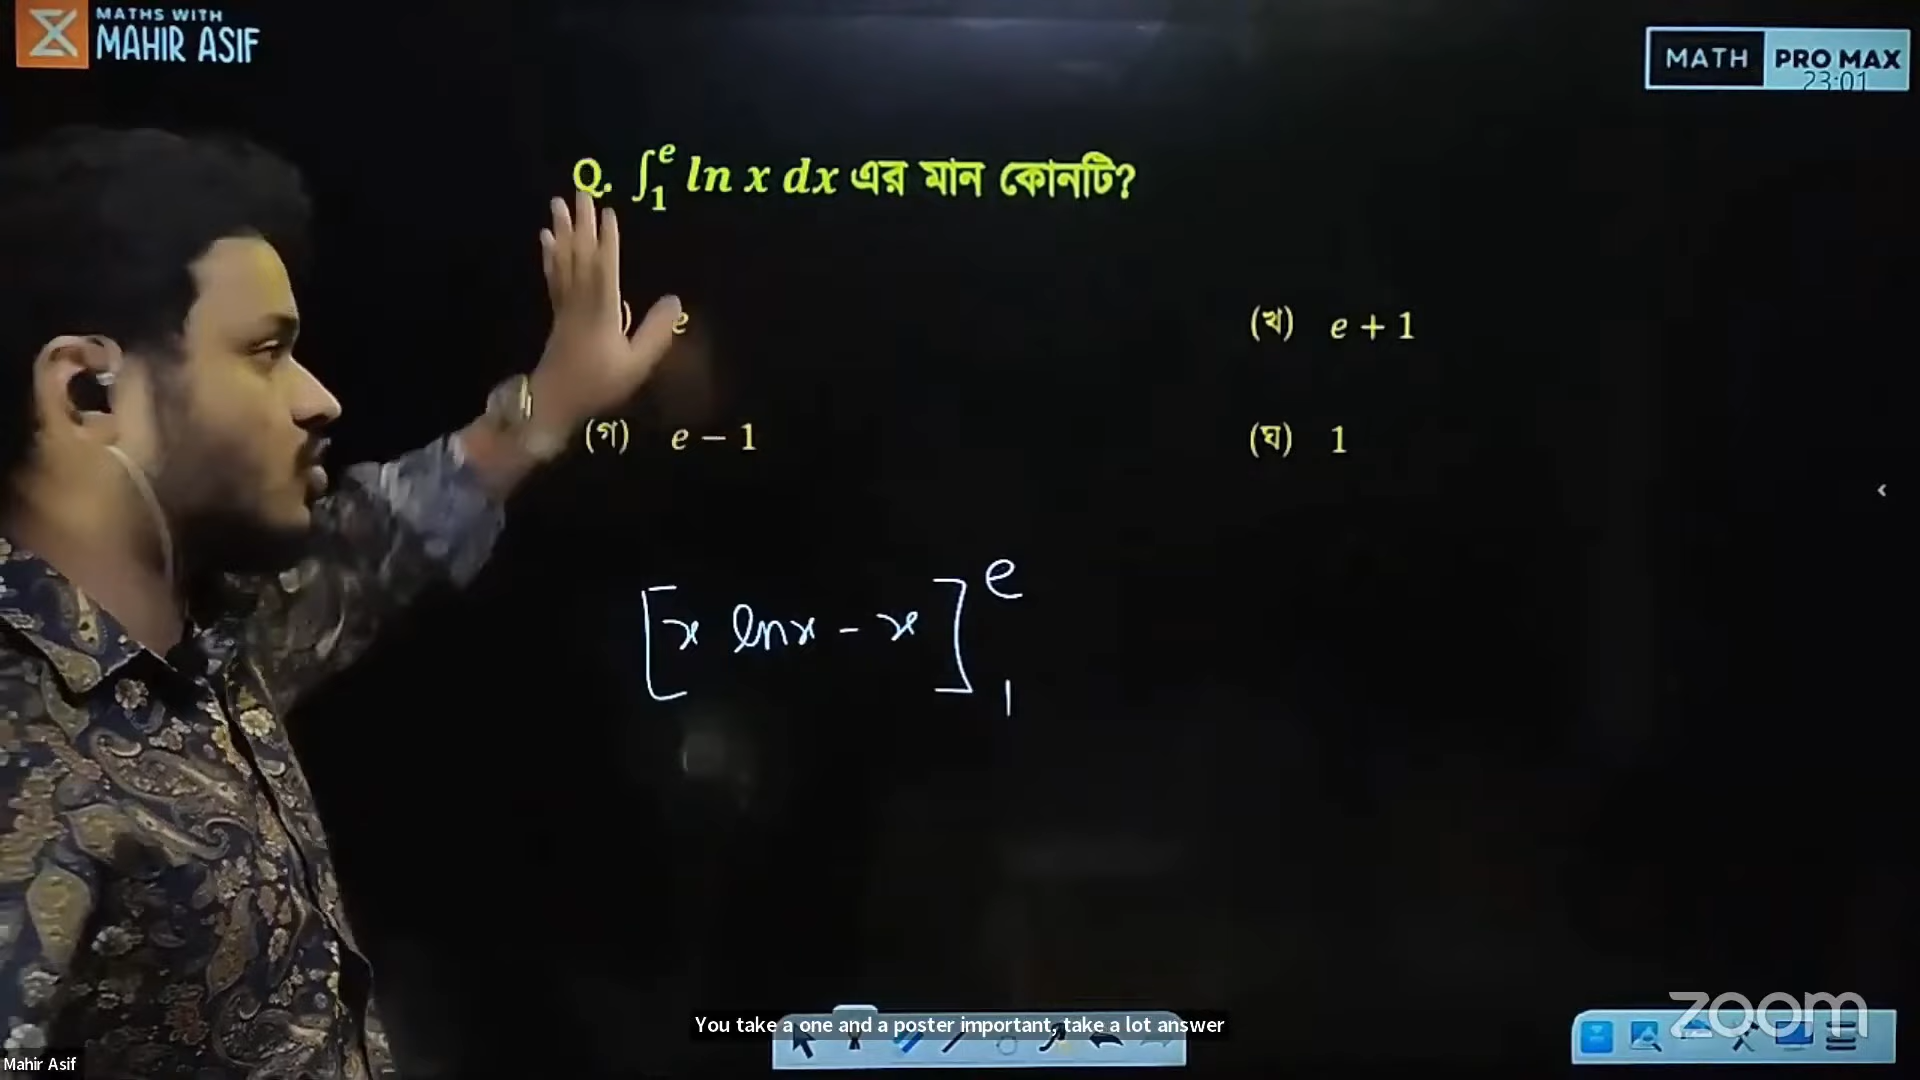 MATHS WITH
MAHIR ASIF
MATH PRO MAX
23:01
Q. ∫₁ᵉ ln x dx এর মান কোনটি?
) e
(খ) e + 1
(গ) e − 1
(ঘ) 1
[x lnx − x]ᵉ₁
zoom
You take a one and a poster important, take a lot answer
Mahir Asif